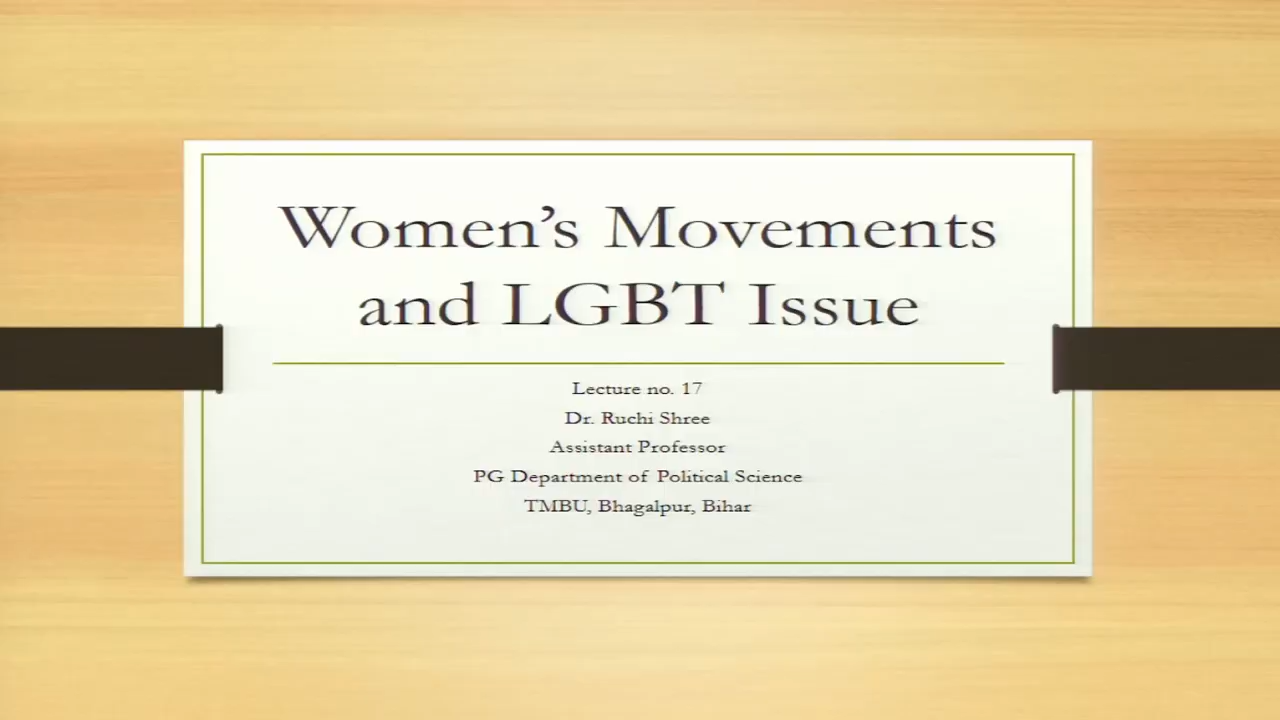 Women’s Movements
and LGBT Issue
Lecture no. 17
Dr. Ruchi Shree
Assistant Professor
PG Department of Political Science
TMBU, Bhagalpur, Bihar